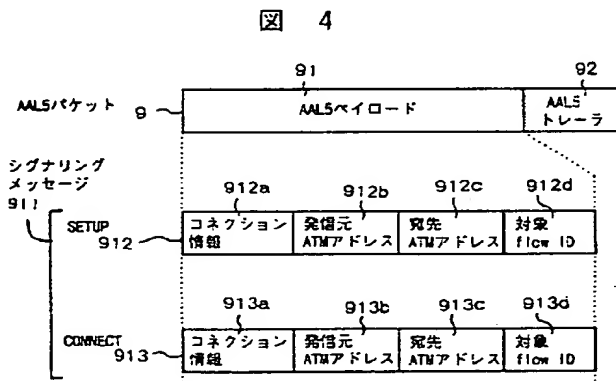 図 4
91
92
AAL5パケット 9 AAL5ペイロード AAL5
トレーラ
シグナリング
メッセージ
911
912a 912b 912c 912d
SETUP
912
コネクション
情報
発信元
ATMアドレス
宛先
ATMアドレス
対象
flow ID
913a 913b 913c 913d
CONNECT
913
コネクション
情報
発信元
ATMアドレス
宛先
ATMアドレス
対象
flow ID